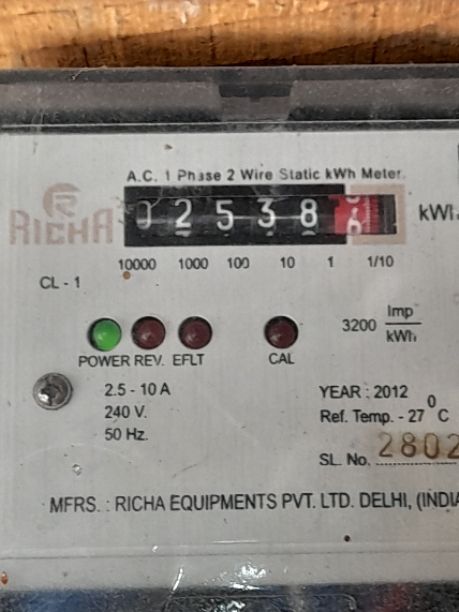 A.C. 1 Phase 2 Wire Static kWh Meter.
RICHA
02538
kWh
10000 1000 100 10 1 1/10
CL - 1
3200 Imp/kWh
POWER REV. EFLT CAL
2.5 - 10 A
240 V.
50 Hz.
YEAR : 2012
Ref. Temp. - 27 °C
SL. No. 2802
MFRS. : RICHA EQUIPMENTS PVT. LTD. DELHI, (INDIA